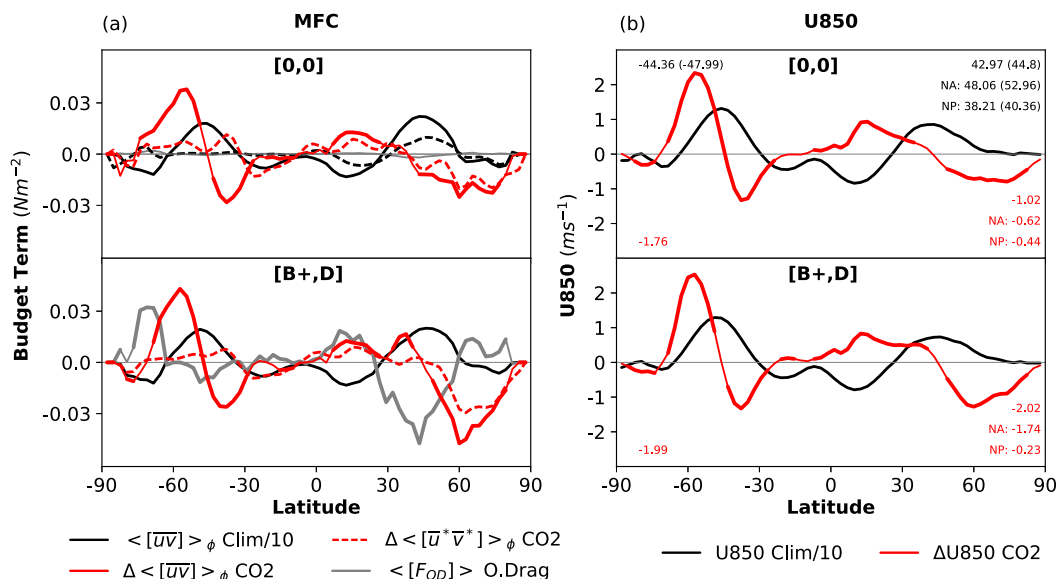 (a) MFC
[0,0]
0.03
0.0
-0.03
[B+,D]
0.03
0.0
-0.03
Budget Term (Nm⁻²)
-90 -60 -30 0 30 60 90
Latitude
< [u̅v̅] >ϕ Clim/10
Δ < [u̅v̅] >ϕ CO2
Δ < [u̅*v̅*] >ϕ CO2
< [F_OD] > O.Drag
(b) U850
-44.36 (-47.99)
[0,0]
42.97 (44.8)
NA: 48.06 (52.96)
NP: 38.21 (40.36)
2
1
0
-1
-2
-1.76
-1.02
NA: -0.62
NP: -0.44
[B+,D]
2
1
0
-1
-2
-1.99
-2.02
NA: -1.74
NP: -0.23
U850 (ms⁻¹)
-90 -60 -30 0 30 60 90
Latitude
U850 Clim/10
ΔU850 CO2